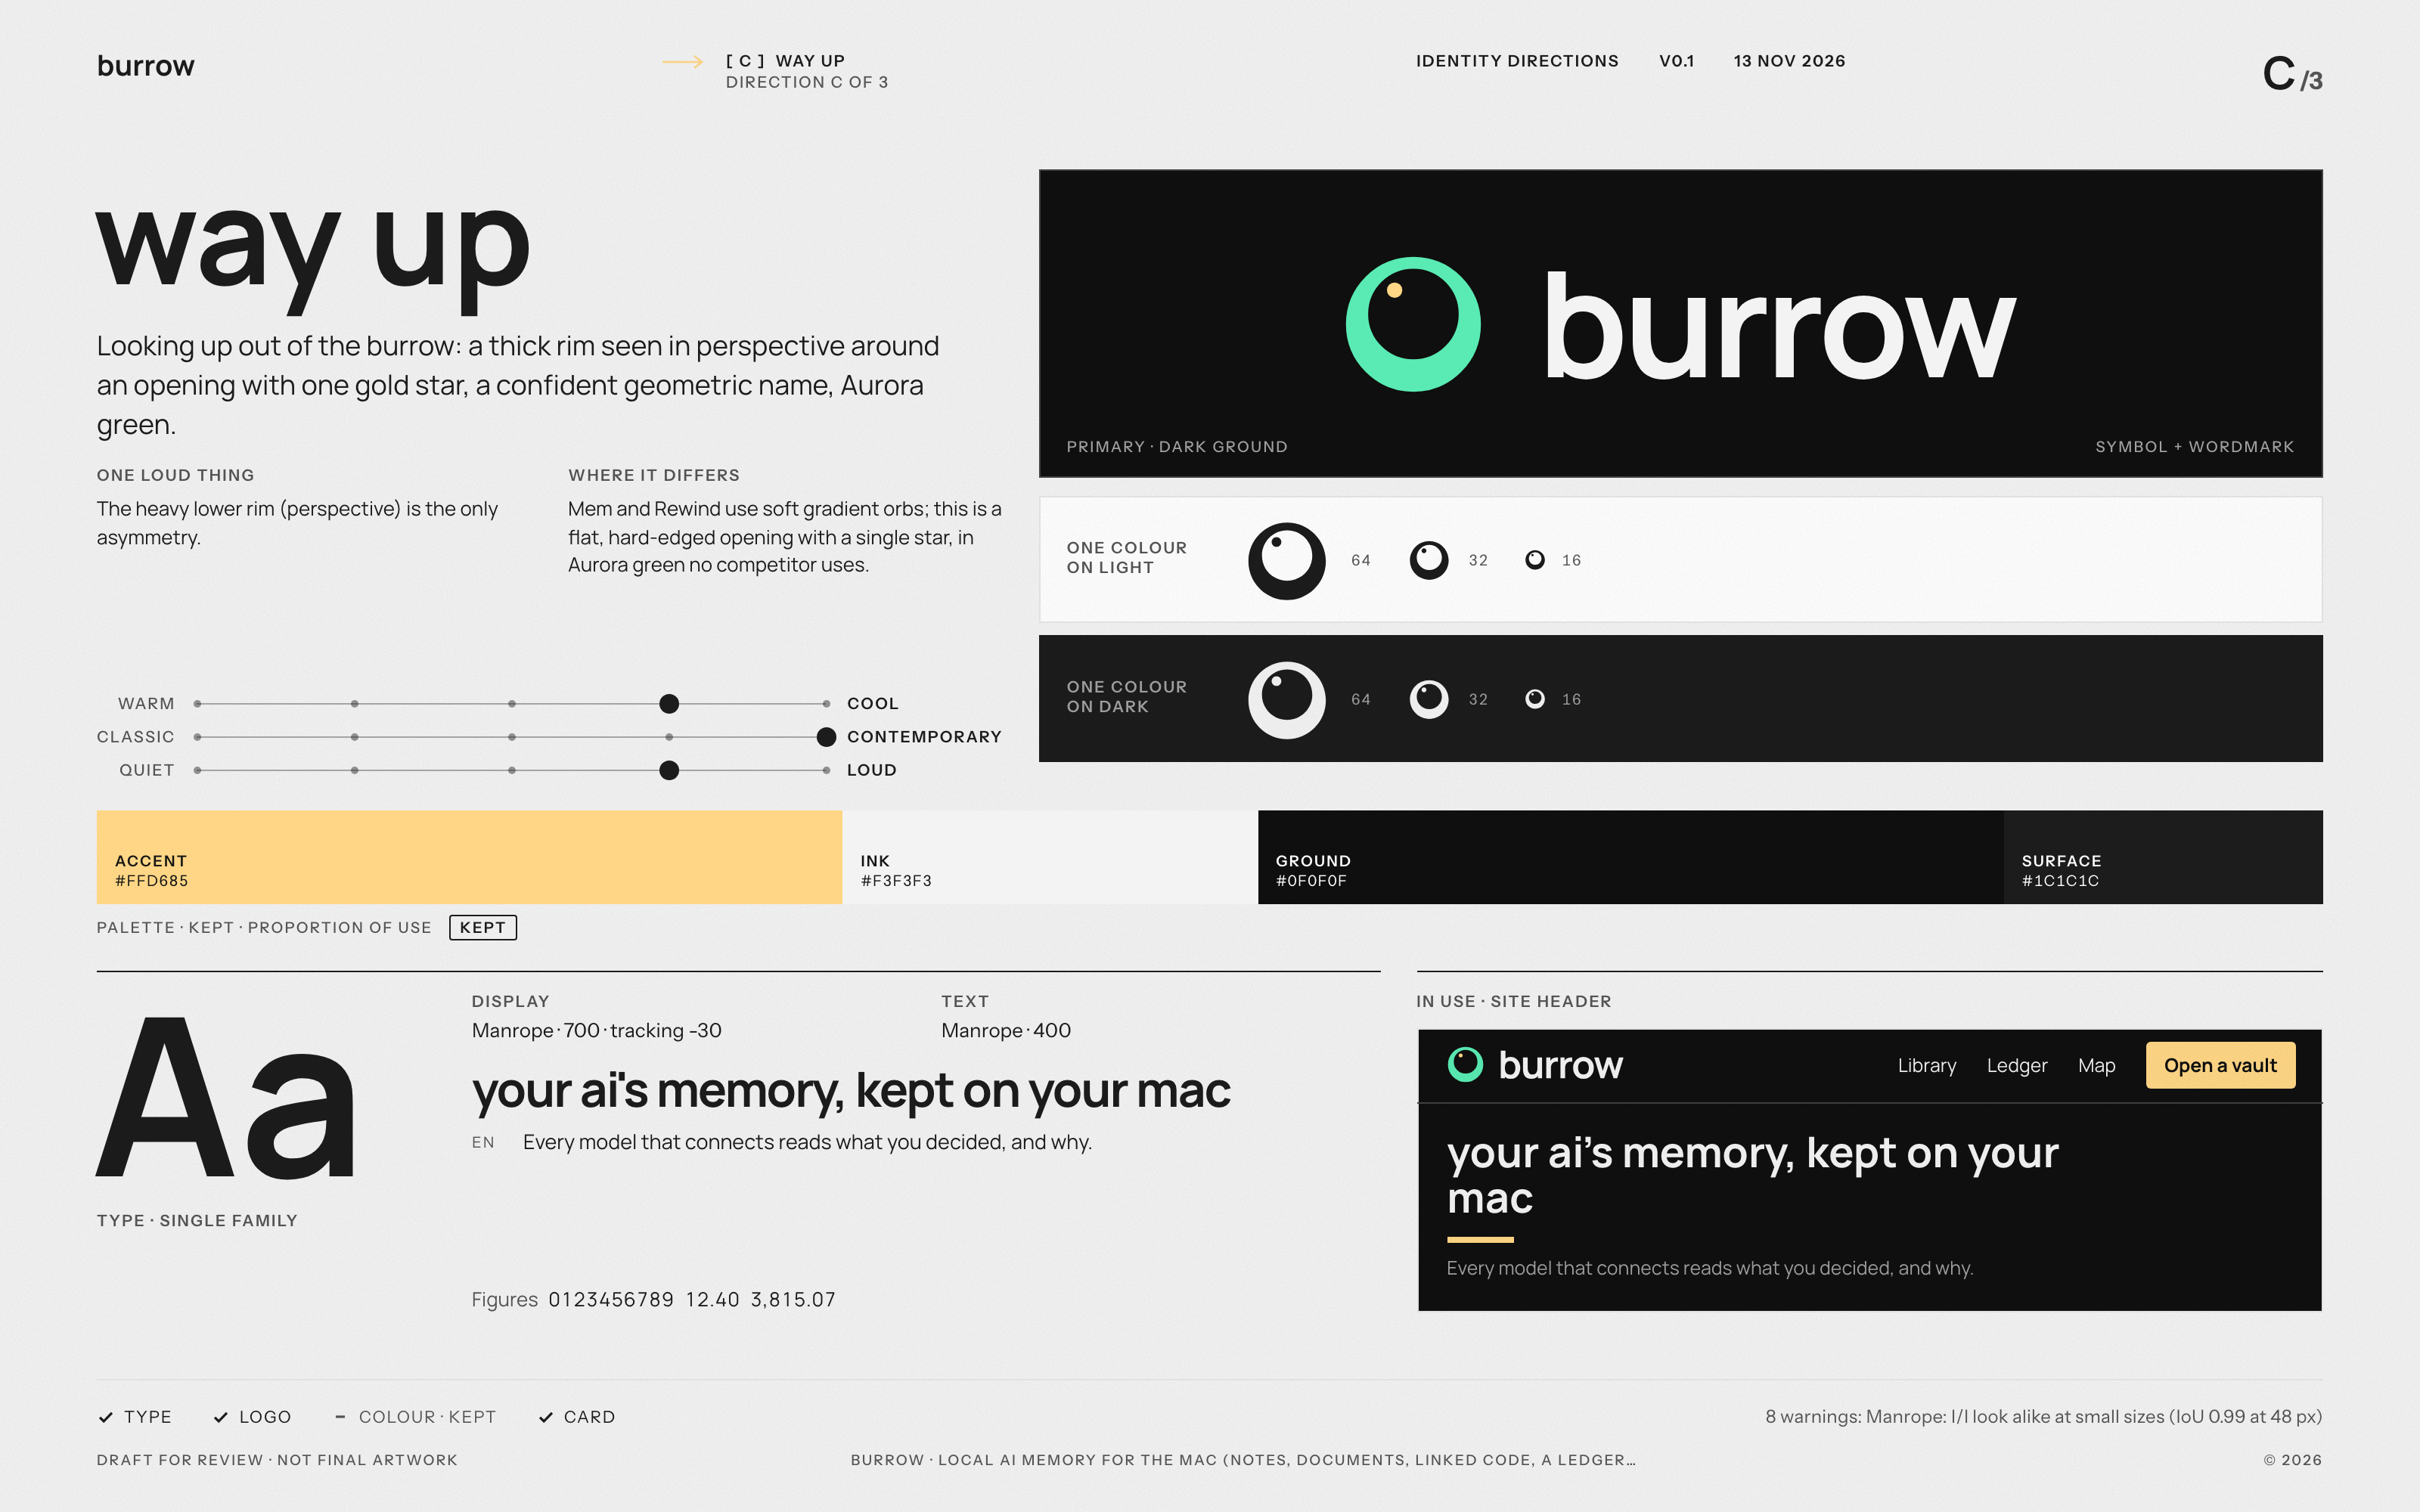 burrow
[ C ] WAY UP
DIRECTION C OF 3
IDENTITY DIRECTIONS V0.1 13 NOV 2026
C /3
way up
Looking up out of the burrow: a thick rim seen in perspective around
an opening with one gold star, a confident geometric name, Aurora
green.
ONE LOUD THING
The heavy lower rim (perspective) is the only
asymmetry.
WHERE IT DIFFERS
Mem and Rewind use soft gradient orbs; this is a
flat, hard-edged opening with a single star, in
Aurora green no competitor uses.
WARM COOL
CLASSIC CONTEMPORARY
QUIET LOUD
burrow
PRIMARY · DARK GROUND SYMBOL + WORDMARK
ONE COLOUR
ON LIGHT
64 32 16
ONE COLOUR
ON DARK
64 32 16
ACCENT
#FFD685
INK
#F3F3F3
GROUND
#0F0F0F
SURFACE
#1C1C1C
PALETTE · KEPT · PROPORTION OF USE KEPT
Aa
TYPE · SINGLE FAMILY
DISPLAY
Manrope · 700 · tracking -30
TEXT
Manrope · 400
your ai's memory, kept on your mac
EN Every model that connects reads what you decided, and why.
Figures 0123456789 12.40 3,815.07
IN USE · SITE HEADER
burrow Library Ledger Map Open a vault
your ai’s memory, kept on your
mac
Every model that connects reads what you decided, and why.
TYPE LOGO COLOUR · KEPT CARD
8 warnings: Manrope: I/l look alike at small sizes (IoU 0.99 at 48 px)
DRAFT FOR REVIEW · NOT FINAL ARTWORK
BURROW · LOCAL AI MEMORY FOR THE MAC (NOTES, DOCUMENTS, LINKED CODE, A LEDGER…
© 2026